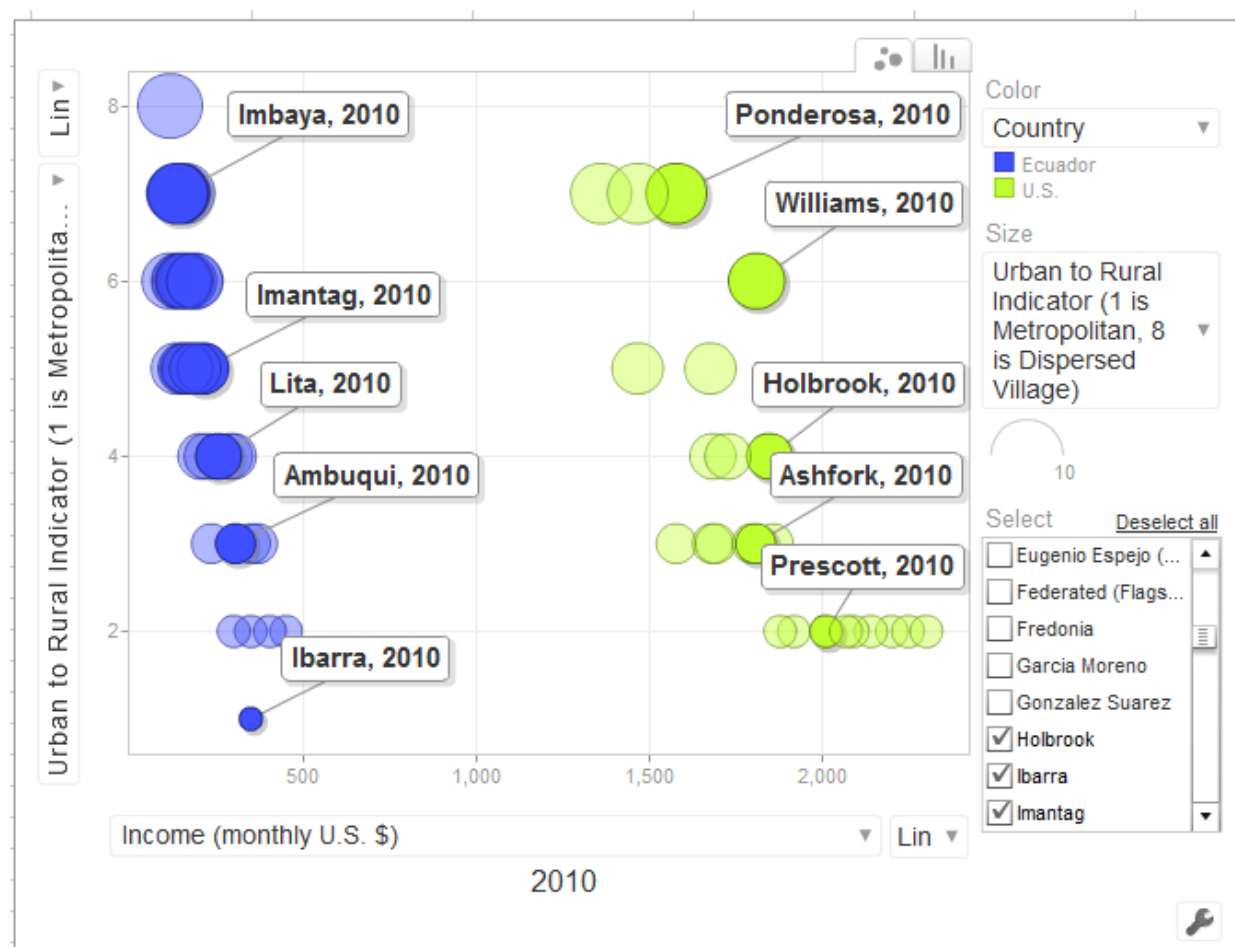 Lin
Urban to Rural Indicator (1 is Metropolita...
8
6
4
2
Imbaya, 2010
Ponderosa, 2010
Williams, 2010
Imantag, 2010
Lita, 2010
Holbrook, 2010
Ambuqui, 2010
Ashfork, 2010
Prescott, 2010
Ibarra, 2010
500
1,000
1,500
2,000
Income (monthly U.S. $)
Lin
2010
Color
Country
Ecuador
U.S.
Size
Urban to Rural
Indicator (1 is
Metropolitan, 8
is Dispersed
Village)
10
Select
Deselect all
Eugenio Espejo (...
Federated (Flags...
Fredonia
Garcia Moreno
Gonzalez Suarez
Holbrook
Ibarra
Imantag